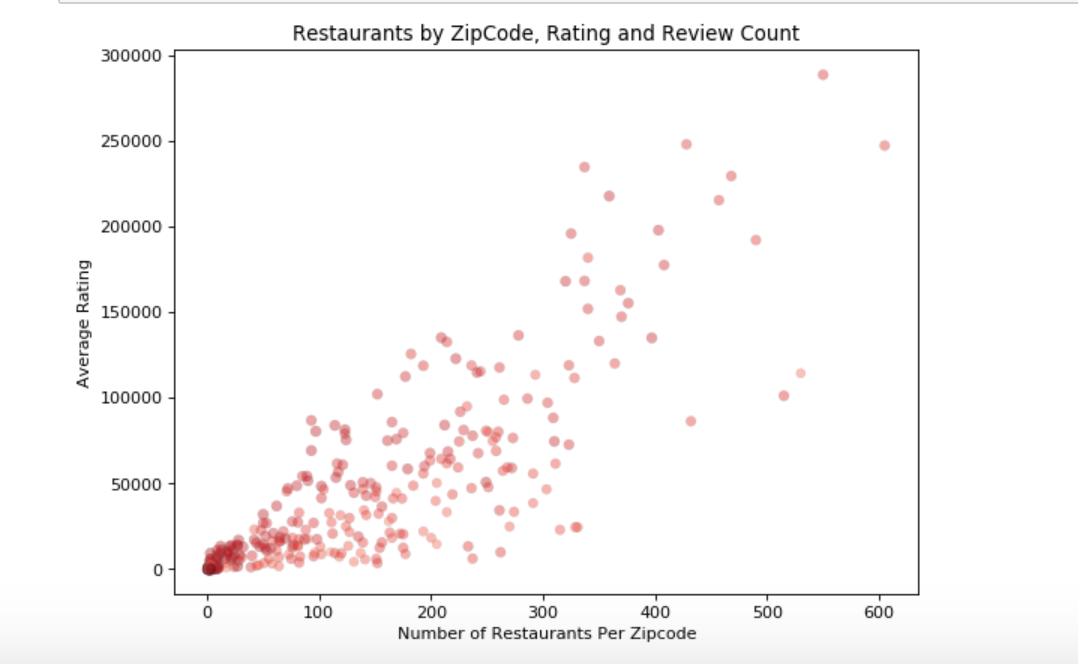 Restaurants by ZipCode, Rating and Review Count
300000
250000
200000
150000
100000
50000
0
Average Rating
0 100 200 300 400 500 600
Number of Restaurants Per Zipcode